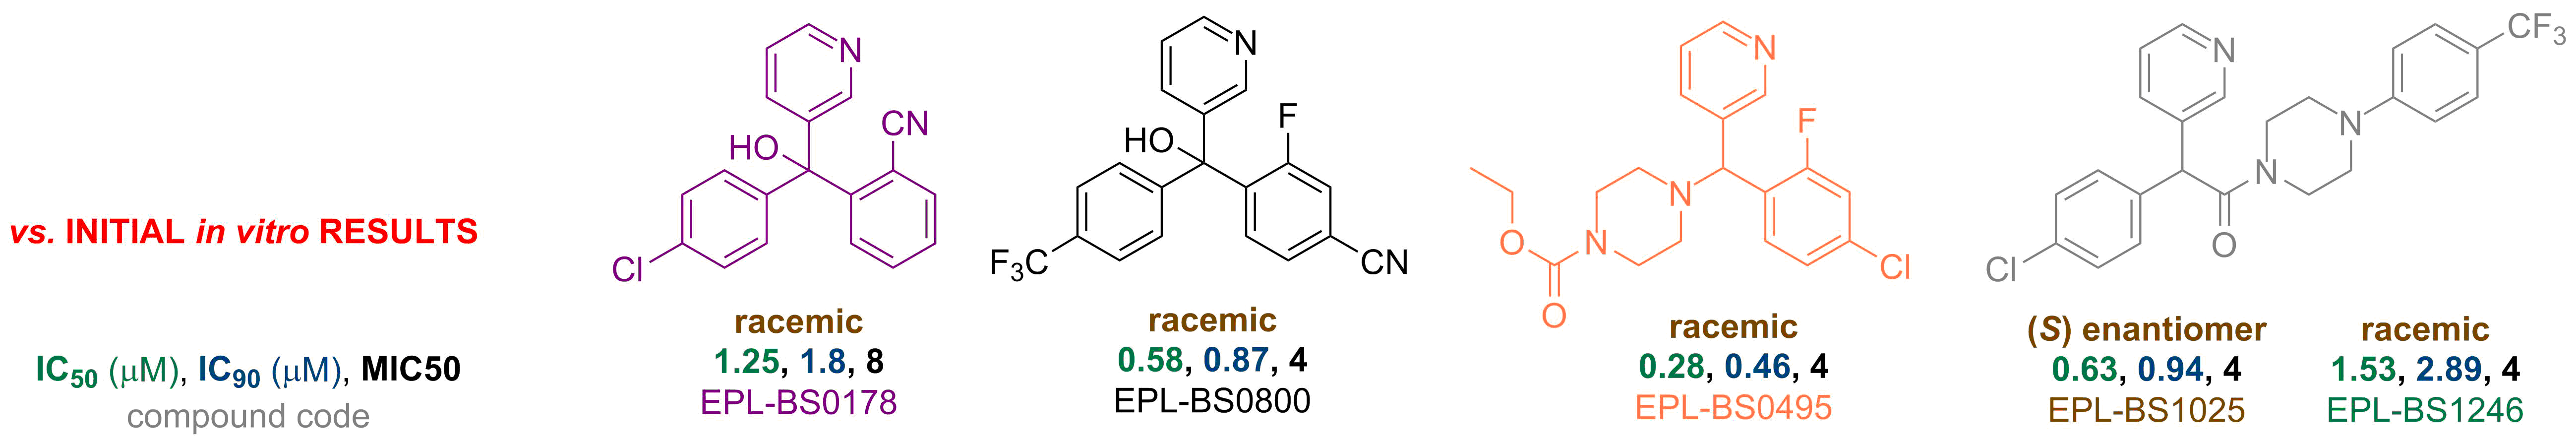 vs. INITIAL in vitro RESULTS
IC50 (μM), IC90 (μM), MIC50
compound code
N
HO
CN
Cl
racemic
1.25, 1.8, 8
EPL-BS0178
N
HO
F
F3C
CN
racemic
0.58, 0.87, 4
EPL-BS0800
N
F
N
O
N
Cl
O
racemic
0.28, 0.46, 4
EPL-BS0495
CF3
N
N
N
Cl
O
(S) enantiomer
0.63, 0.94, 4
EPL-BS1025
racemic
1.53, 2.89, 4
EPL-BS1246